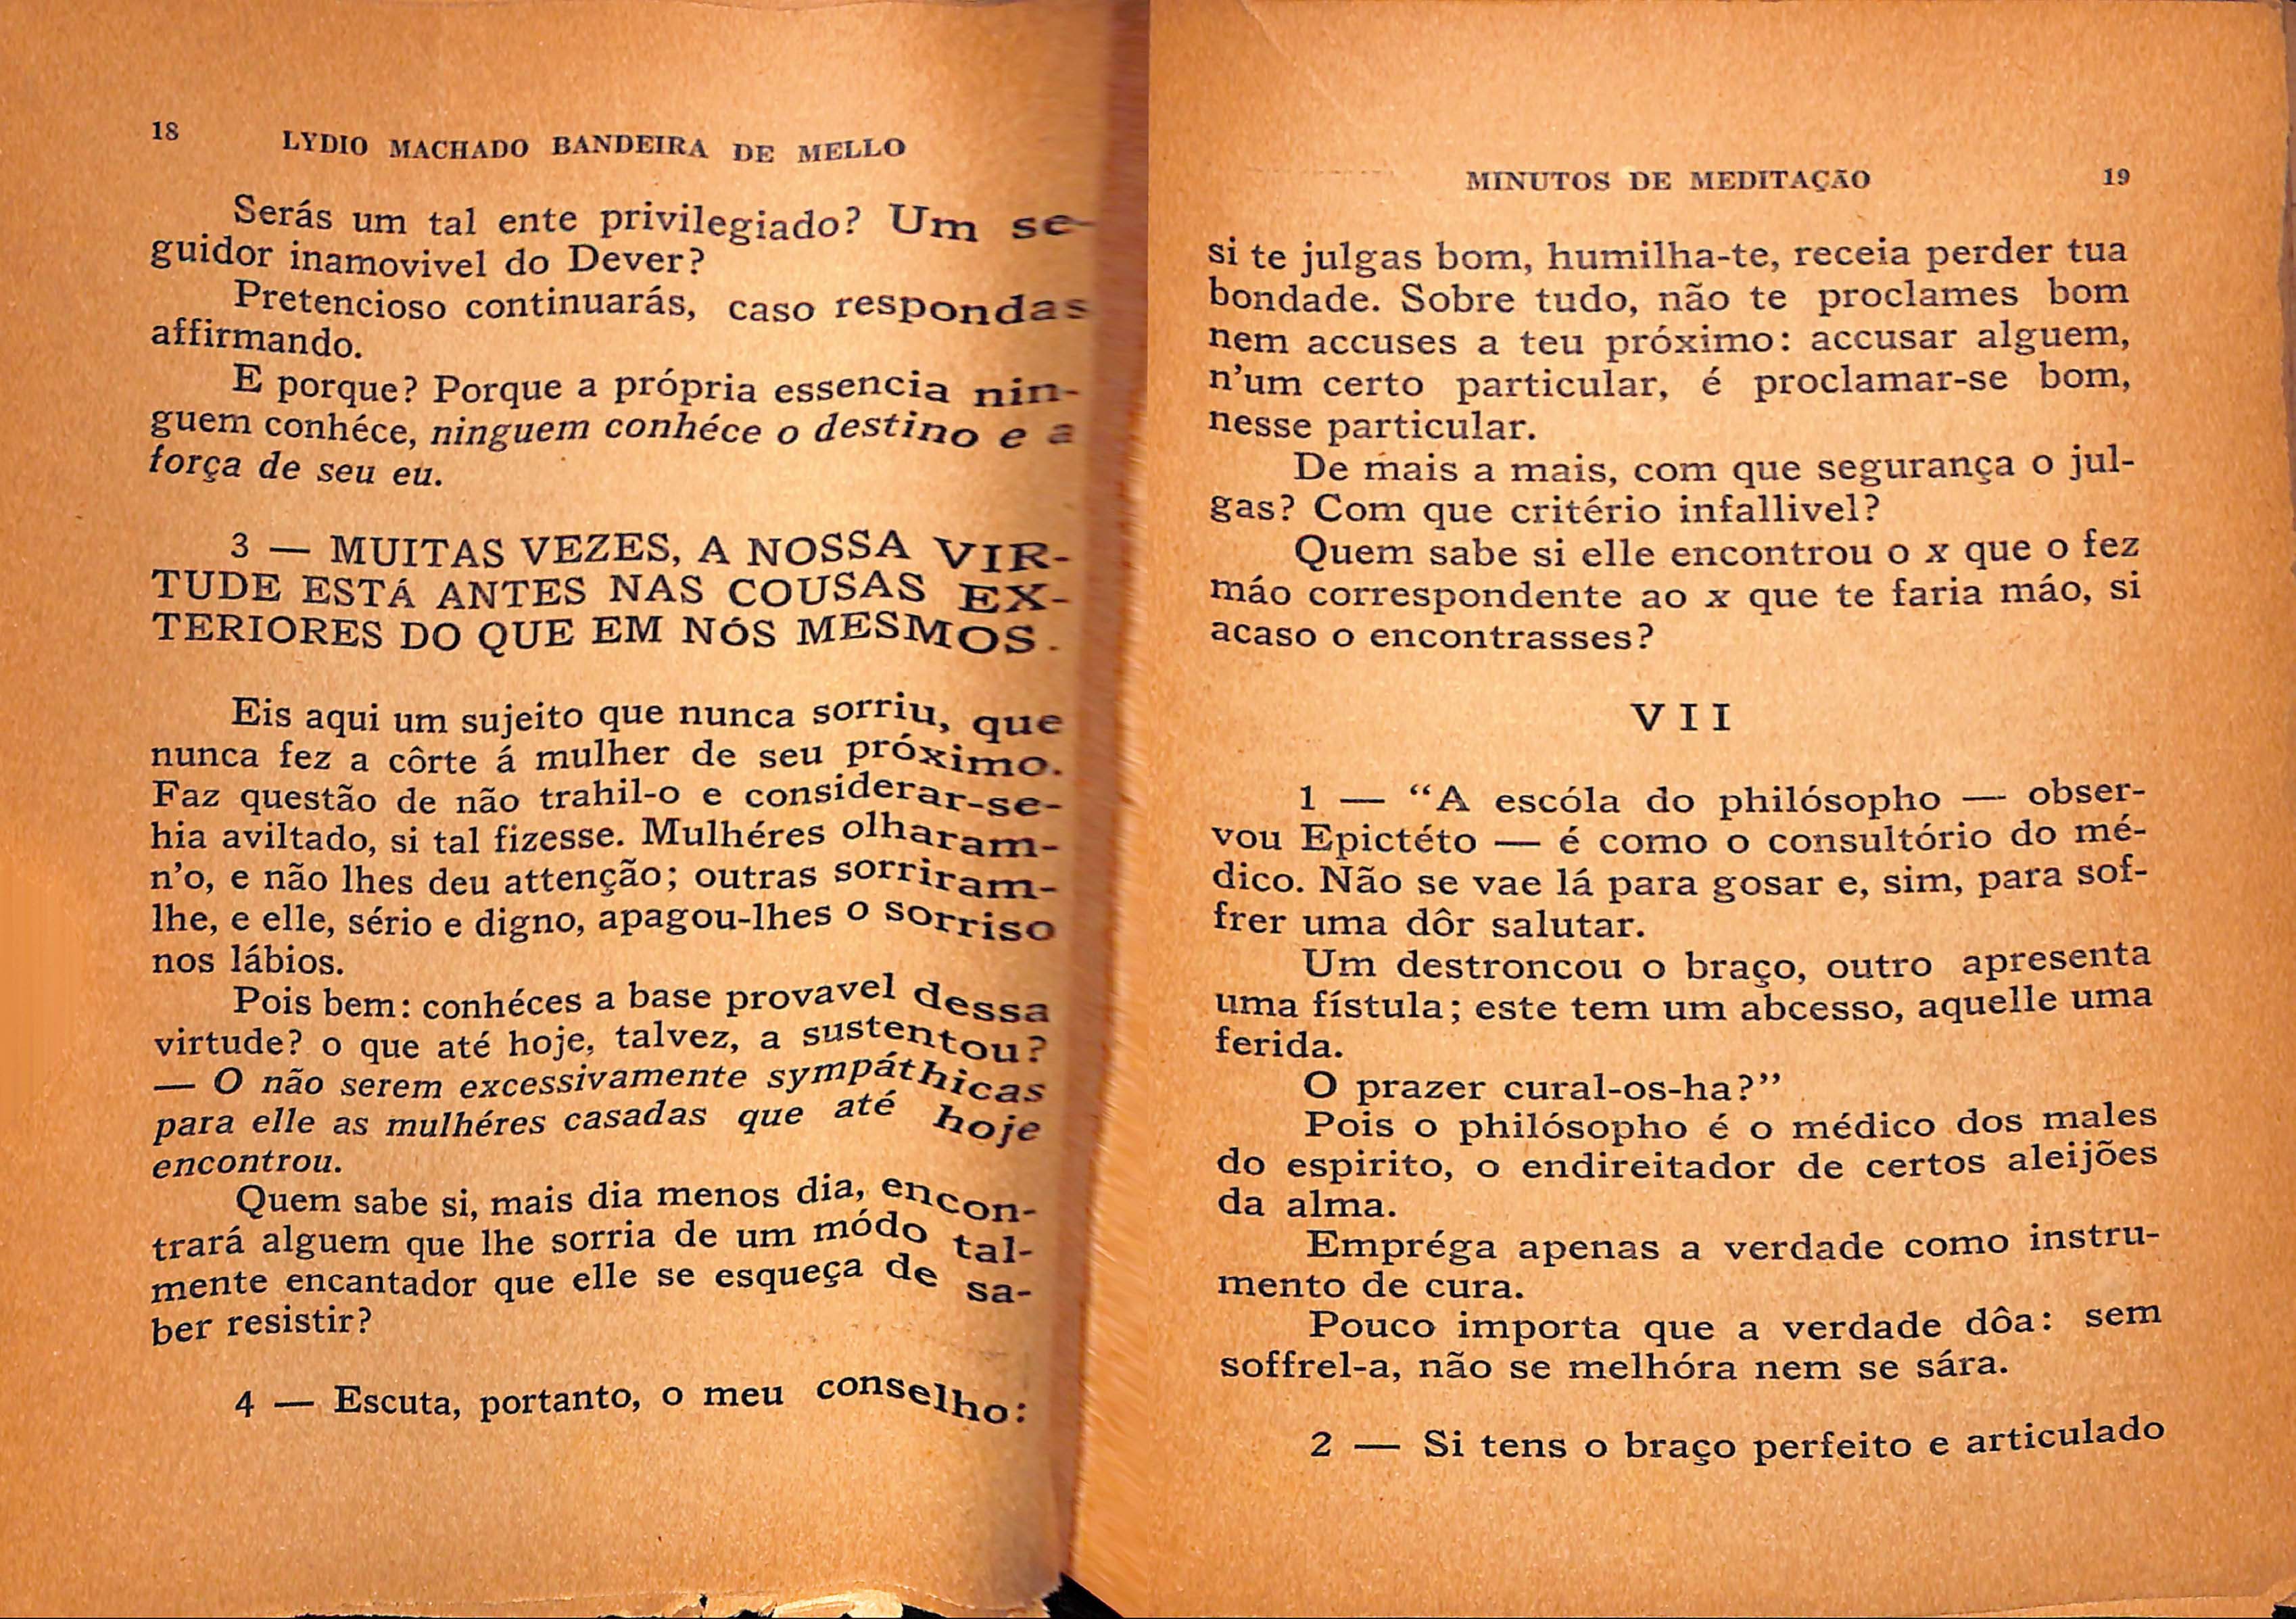 18
LYDIO MACHADO BANDEIRA DE MELLO
Serás um tal ente privilegiado? Um se-
guidor inamovivel do Dever?
Pretencioso continuarás, caso respondas
affirmando.
E porque? Porque a própria essencia nin-
guem conhéce, ninguem conhéce o destino e a
força de seu eu.
3 — MUITAS VEZES, A NOSSA VIR-
TUDE ESTÁ ANTES NAS COUSAS EX-
TERIORES DO QUE EM NÓS MESMOS.
Eis aqui um sujeito que nunca sorriu, que
nunca fez a côrte á mulher de seu próximo.
Faz questão de não trahil-o e considerar-se-
hia aviltado, si tal fizesse. Mulhéres olharam-
n'o, e não lhes deu attenção; outras sorriram-
lhe, e elle, sério e digno, apagou-lhes o sorriso
nos lábios.
Pois bem: conhéces a base provavel dessa
virtude? o que até hoje, talvez, a sustentou?
— O não serem excessivamente sympáthicas
para elle as mulhéres casadas que até hoje
encontrou.
Quem sabe si, mais dia menos dia, encon-
trará alguem que lhe sorria de um módo tal-
mente encantador que elle se esqueça de sa-
ber resistir?
4 — Escuta, portanto, o meu conselho:
MINUTOS DE MEDITAÇÃO
19
si te julgas bom, humilha-te, receia perder tua
bondade. Sobre tudo, não te proclames bom
nem accuses a teu próximo: accusar alguem,
n'um certo particular, é proclamar-se bom,
nesse particular.
De mais a mais, com que segurança o jul-
gas? Com que critério infallivel?
Quem sabe si elle encontrou o x que o fez
máo correspondente ao x que te faria máo, si
acaso o encontrasses?
VII
1 — “A escóla do philósopho — obser-
vou Epictéto — é como o consultório do mé-
dico. Não se vae lá para gosar e, sim, para sof-
frer uma dôr salutar.
Um destroncou o braço, outro apresenta
uma fístula; este tem um abcesso, aquelle uma
ferida.
O prazer cural-os-ha?”
Pois o philósopho é o médico dos males
do espirito, o endireitador de certos aleijões
da alma.
Empréga apenas a verdade como instru-
mento de cura.
Pouco importa que a verdade dôa: sem
soffrel-a, não se melhóra nem se sára.
2 — Si tens o braço perfeito e articulado